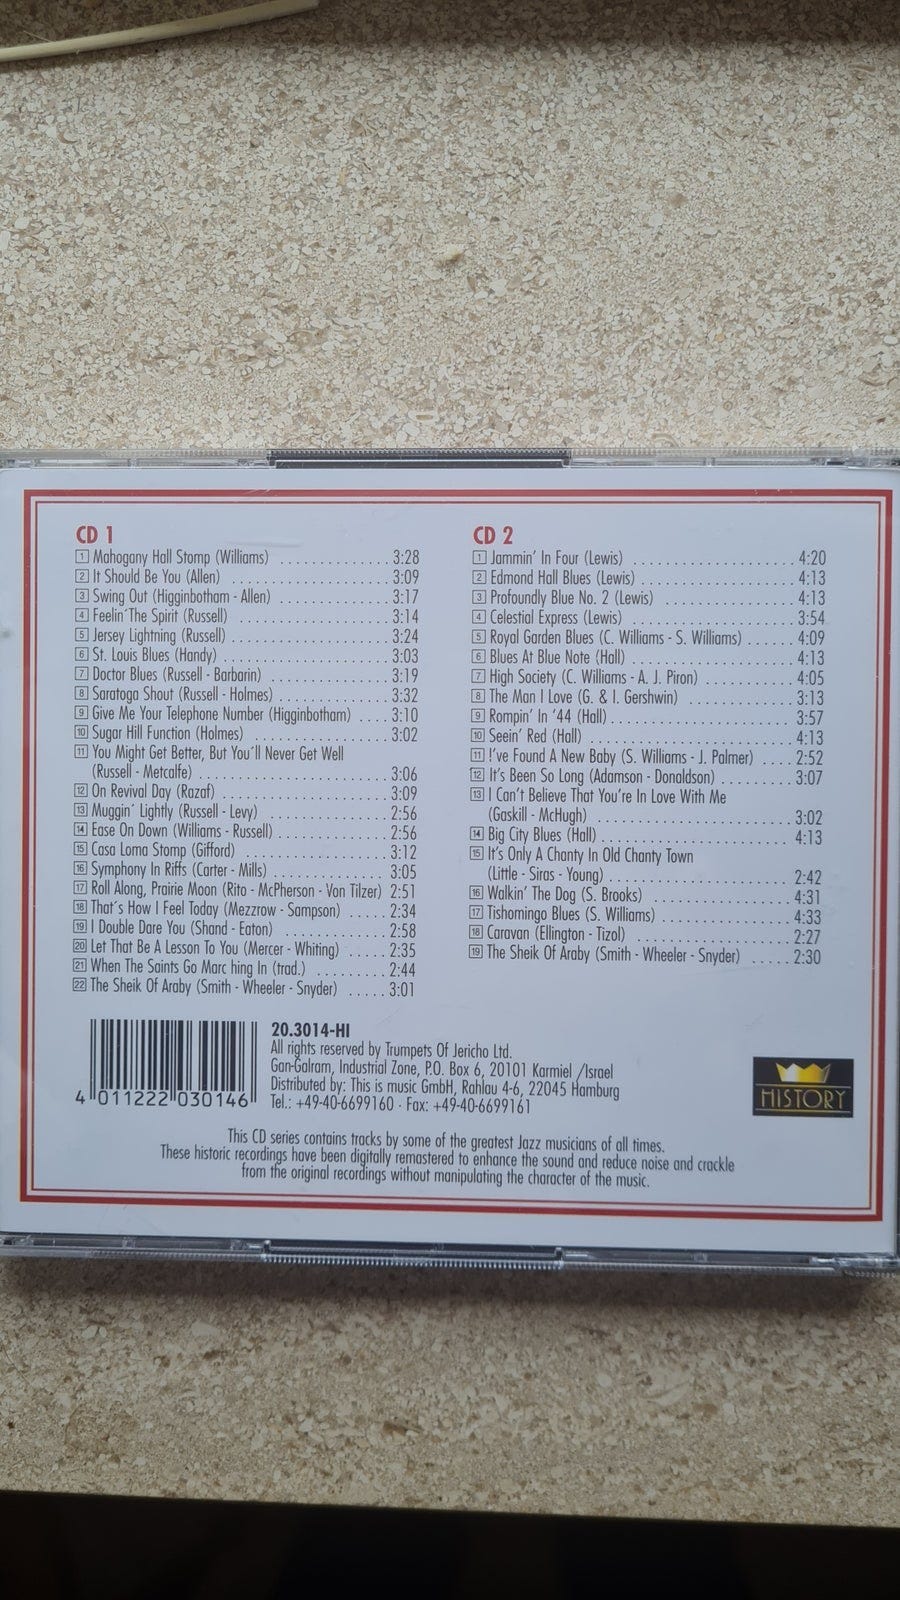 CD 1
1 Mahogany Hall Stomp (Williams) . . . . . . . . . . . . . 3:28
2 It Should Be You (Allen) . . . . . . . . . . . . . . . . . . . . 3:09
3 Swing Out (Higginbotham - Allen) . . . . . . . . . . . . . 3:17
4 Feelin´The Spirit (Russell) . . . . . . . . . . . . . . . . . . . 3:14
5 Jersey Lightning (Russell) . . . . . . . . . . . . . . . . . . . 3:24
6 St. Louis Blues (Handy) . . . . . . . . . . . . . . . . . . . . 3:03
7 Doctor Blues (Russell - Barbarin) . . . . . . . . . . . . . . 3:19
8 Saratoga Shout (Russell - Holmes) . . . . . . . . . . . . . 3:32
9 Give Me Your Telephone Number (Higginbotham) . . . . 3:10
10 Sugar Hill Function (Holmes) . . . . . . . . . . . . . . . . . 3:02
11 You Might Get Better, But You´ll Never Get Well
(Russell - Metcalfe) . . . . . . . . . . . . . . . . . . . . . . 3:06
12 On Revival Day (Razaf) . . . . . . . . . . . . . . . . . . . . 3:09
13 Muggin´ Lightly (Russell - Levy) . . . . . . . . . . . . . . . 2:56
14 Ease On Down (Williams - Russell) . . . . . . . . . . . . . 2:56
15 Casa Loma Stomp (Gifford) . . . . . . . . . . . . . . . . . 3:12
16 Symphony In Riffs (Carter - Mills) . . . . . . . . . . . . . . 3:05
17 Roll Along, Prairie Moon (Rito - McPherson - Von Tilzer) 2:51
18 That´s How I Feel Today (Mezzrow - Sampson) . . . . . 2:34
19 I Double Dare You (Shand - Eaton) . . . . . . . . . . . . . 2:58
20 Let That Be A Lesson To You (Mercer - Whiting) . . . . . 2:35
21 When The Saints Go Marc hing In (trad.) . . . . . . . . . 2:44
22 The Sheik Of Araby (Smith - Wheeler - Snyder) . . . . . 3:01
CD 2
1 Jammin' In Four (Lewis) . . . . . . . . . . . . . . . . . . . . 4:20
2 Edmond Hall Blues (Lewis) . . . . . . . . . . . . . . . . . . 4:13
3 Profoundly Blue No. 2 (Lewis) . . . . . . . . . . . . . . . . 4:13
4 Celestial Express (Lewis) . . . . . . . . . . . . . . . . . . . . 3:54
5 Royal Garden Blues (C. Williams - S. Williams) . . . . . . 4:09
6 Blues At Blue Note (Hall) . . . . . . . . . . . . . . . . . . . 4:13
7 High Society (C. Williams - A. J. Piron) . . . . . . . . . . 4:05
8 The Man I Love (G. & I. Gershwin) . . . . . . . . . . . . . 3:13
9 Rompin' In '44 (Hall) . . . . . . . . . . . . . . . . . . . . . . 3:57
10 Seein' Red (Hall) . . . . . . . . . . . . . . . . . . . . . . . . 4:13
11 I've Found A New Baby (S. Williams - J. Palmer) . . . . 2:52
12 It's Been So Long (Adamson - Donaldson) . . . . . . . . . 3:07
13 I Can't Believe That You're In Love With Me
(Gaskill - McHugh) . . . . . . . . . . . . . . . . . . . . . . . 3:02
14 Big City Blues (Hall) . . . . . . . . . . . . . . . . . . . . . . 4:13
15 It's Only A Chanty In Old Chanty Town
(Little - Siras - Young) . . . . . . . . . . . . . . . . . . . . . 2:42
16 Walkin' The Dog (S. Brooks) . . . . . . . . . . . . . . . . . 4:31
17 Tishomingo Blues (S. Williams) . . . . . . . . . . . . . . . 4:33
18 Caravan (Ellington - Tizol) . . . . . . . . . . . . . . . . . . . 2:27
19 The Sheik Of Araby (Smith - Wheeler - Snyder) . . . . . 2:30
4 011222 030146
20.3014-HI
All rights reserved by Trumpets Of Jericho Ltd.
Gan-Galram, Industrial Zone, P.O. Box 6, 20101 Karmiel /Israel
Distributed by: This is music GmbH, Rahlau 4-6, 22045 Hamburg
Tel.: +49-40-6699160 · Fax: +49-40-6699161
HISTORY
This CD series contains tracks by some of the greatest Jazz musicians of all times.
These historic recordings have been digitally remastered to enhance the sound and reduce noise and crackle
from the original recordings without manipulating the character of the music.